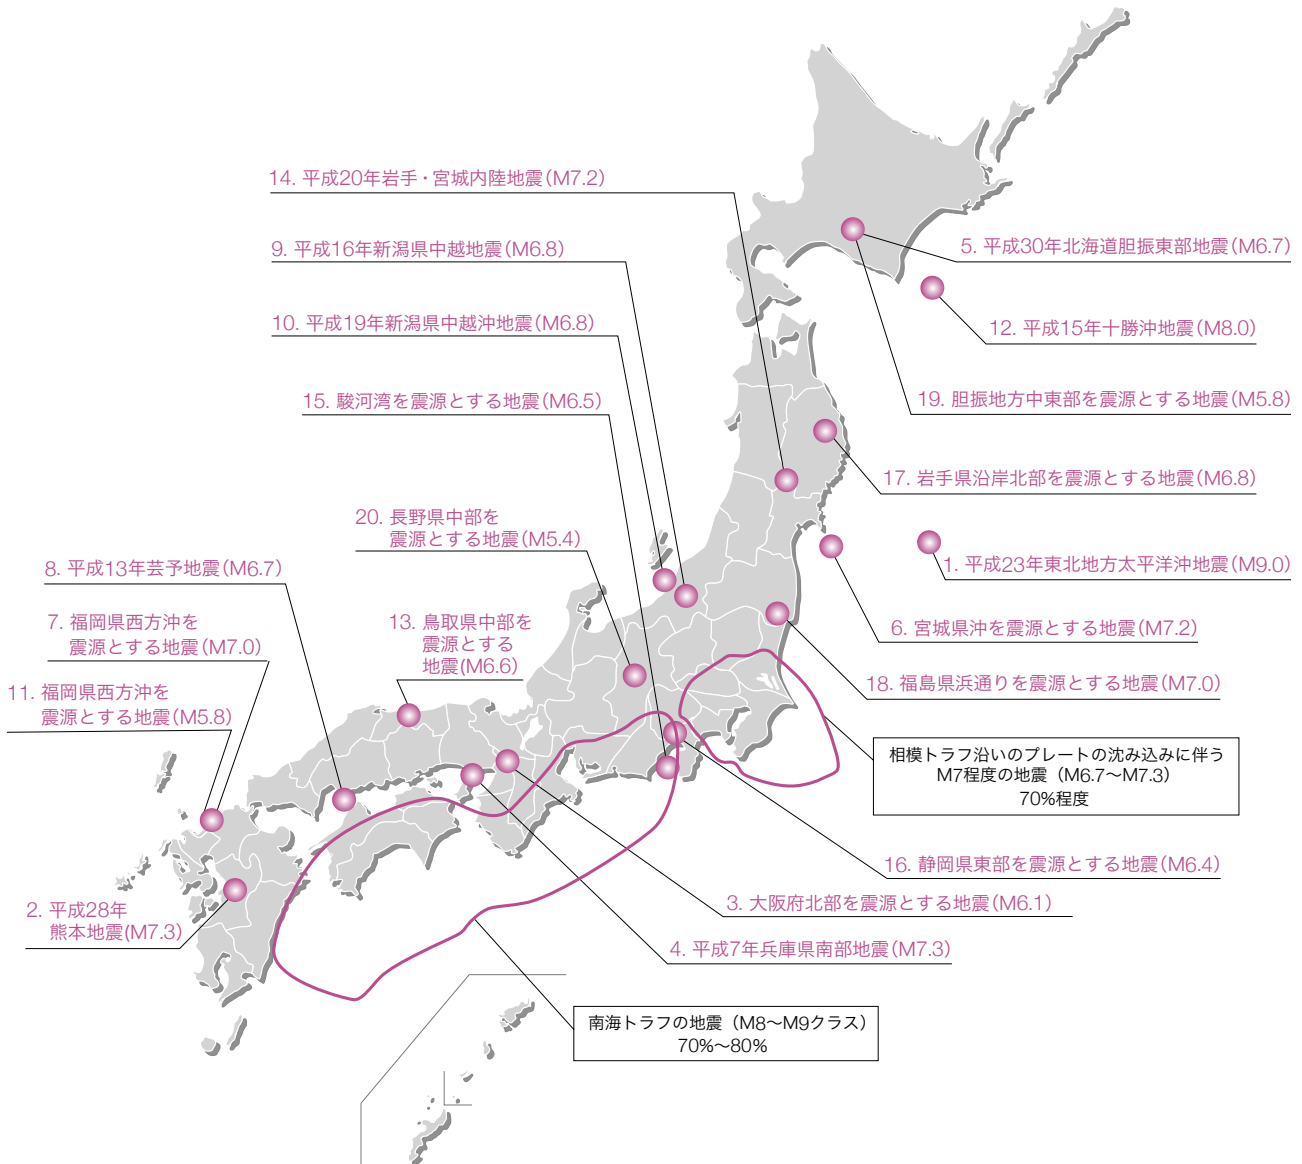 14. 平成20年岩手・宮城内陸地震(M7.2)
9. 平成16年新潟県中越地震(M6.8)
5. 平成30年北海道胆振東部地震(M6.7)
10. 平成19年新潟県中越沖地震(M6.8)
12. 平成15年十勝沖地震(M8.0)
15. 駿河湾を震源とする地震(M6.5)
19. 胆振地方中東部を震源とする地震(M5.8)
17. 岩手県沿岸北部を震源とする地震(M6.8)
20. 長野県中部を
震源とする地震(M5.4)
8. 平成13年芸予地震(M6.7)
1. 平成23年東北地方太平洋沖地震(M9.0)
7. 福岡県西方沖を
震源とする地震(M7.0)
13. 鳥取県中部を
震源とする
地震(M6.6)
6. 宮城県沖を震源とする地震(M7.2)
11. 福岡県西方沖を
震源とする地震(M5.8)
18. 福島県浜通りを震源とする地震(M7.0)
相模トラフ沿いのプレートの沈み込みに伴う
M7程度の地震（M6.7～M7.3）
70%程度
16. 静岡県東部を震源とする地震(M6.4)
2. 平成28年
熊本地震(M7.3)
3. 大阪府北部を震源とする地震(M6.1)
4. 平成7年兵庫県南部地震(M7.3)
南海トラフの地震（M8～M9クラス）
70%～80%